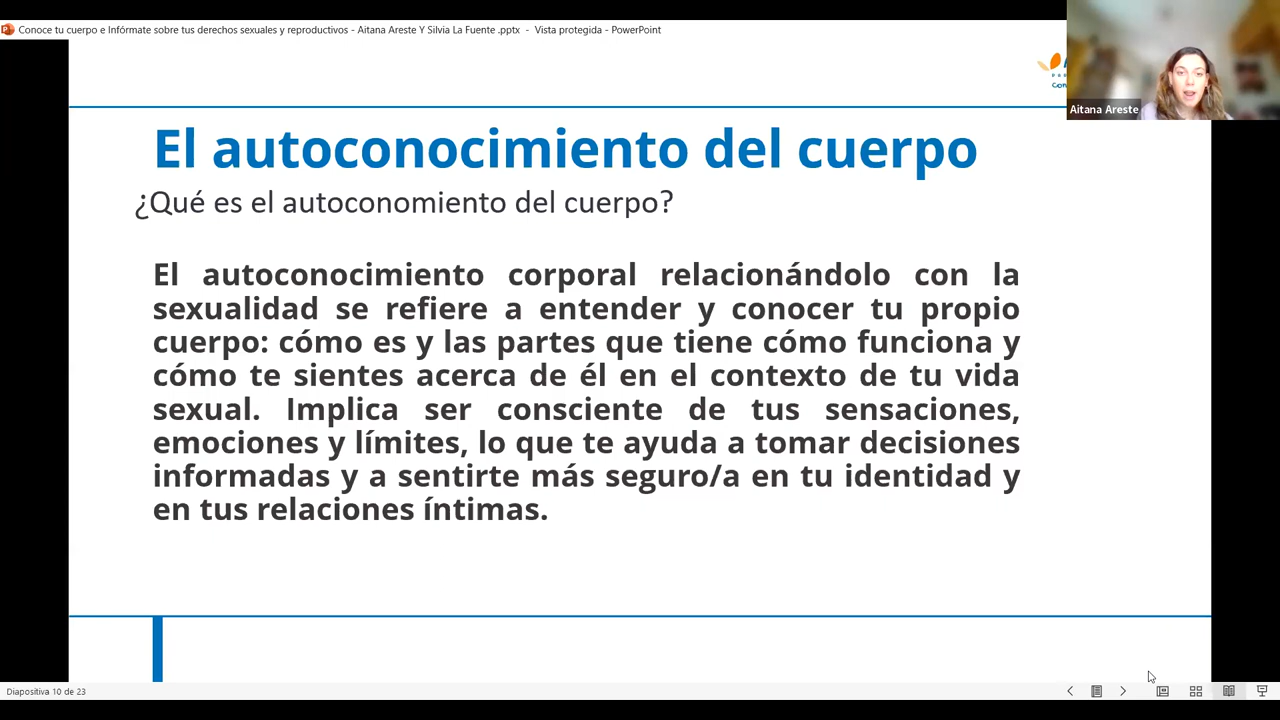 Conoce tu cuerpo e Infórmate sobre tus derechos sexuales y reproductivos - Aitana Areste Y Silvia La Fuente .pptx - Vista protegida - PowerPoint
Aitana Areste
El autoconocimiento del cuerpo
¿Qué es el autoconomiento del cuerpo?
El autoconocimiento corporal relacionándolo con la
sexualidad se refiere a entender y conocer tu propio
cuerpo: cómo es y las partes que tiene cómo funciona y
cómo te sientes acerca de él en el contexto de tu vida
sexual. Implica ser consciente de tus sensaciones,
emociones y límites, lo que te ayuda a tomar decisiones
informadas y a sentirte más seguro/a en tu identidad y
en tus relaciones íntimas.
Diapositiva 10 de 23